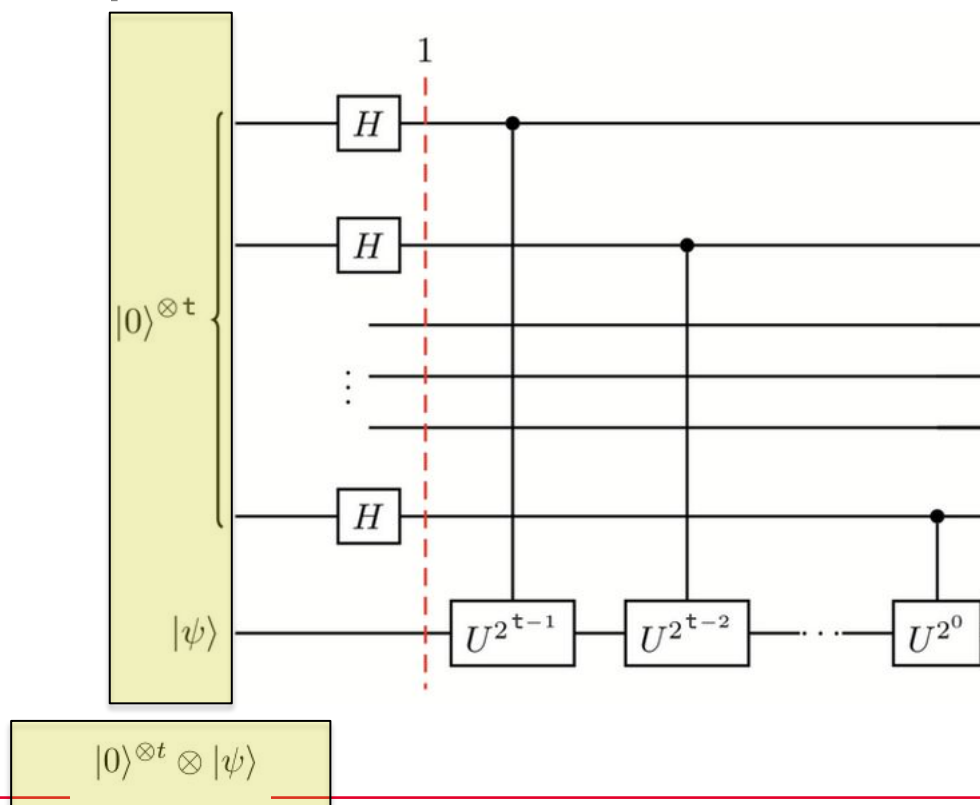 1
H
H
|0⟩^{⊗ t}
⋮
H
|ψ⟩
U^{2^{t-1}} U^{2^{t-2}} ... U^{2^0}
|0⟩^{⊗t} ⊗ |ψ⟩